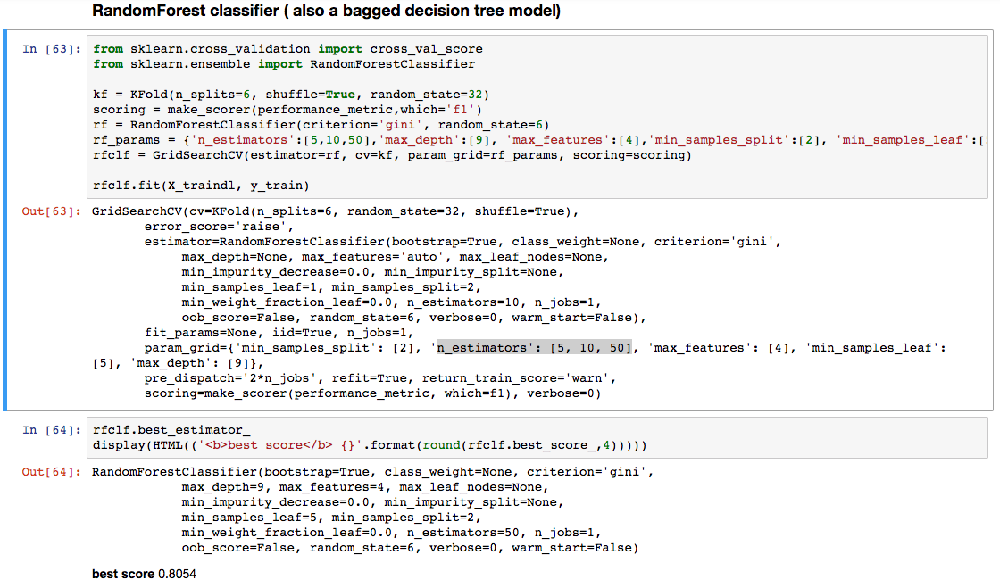 RandomForest classifier ( also a bagged decision tree model)
In [63]: from sklearn.cross_validation import cross_val_score
from sklearn.ensemble import RandomForestClassifier
kf = KFold(n_splits=6, shuffle=True, random_state=32)
scoring = make_scorer(performance_metric,which='f1')
rf = RandomForestClassifier(criterion='gini', random_state=6)
rf_params = {'n_estimators':[5,10,50],'max_depth':[9], 'max_features':[4],'min_samples_split':[2], 'min_samples_leaf':[
rfclf = GridSearchCV(estimator=rf, cv=kf, param_grid=rf_params, scoring=scoring)
rfclf.fit(X_traindl, y_train)
Out[63]: GridSearchCV(cv=KFold(n_splits=6, random_state=32, shuffle=True),
error_score='raise',
estimator=RandomForestClassifier(bootstrap=True, class_weight=None, criterion='gini',
max_depth=None, max_features='auto', max_leaf_nodes=None,
min_impurity_decrease=0.0, min_impurity_split=None,
min_samples_leaf=1, min_samples_split=2,
min_weight_fraction_leaf=0.0, n_estimators=10, n_jobs=1,
oob_score=False, random_state=6, verbose=0, warm_start=False),
fit_params=None, iid=True, n_jobs=1,
param_grid={'min_samples_split': [2], 'n_estimators': [5, 10, 50], 'max_features': [4], 'min_samples_leaf':
[5], 'max_depth': [9]},
pre_dispatch='2*n_jobs', refit=True, return_train_score='warn',
scoring=make_scorer(performance_metric, which=f1), verbose=0)
In [64]: rfclf.best_estimator_
display(HTML(('<b>best score</b> {}'.format(round(rfclf.best_score_,4)))))
Out[64]: RandomForestClassifier(bootstrap=True, class_weight=None, criterion='gini',
max_depth=9, max_features=4, max_leaf_nodes=None,
min_impurity_decrease=0.0, min_impurity_split=None,
min_samples_leaf=5, min_samples_split=2,
min_weight_fraction_leaf=0.0, n_estimators=50, n_jobs=1,
oob_score=False, random_state=6, verbose=0, warm_start=False)
best score 0.8054